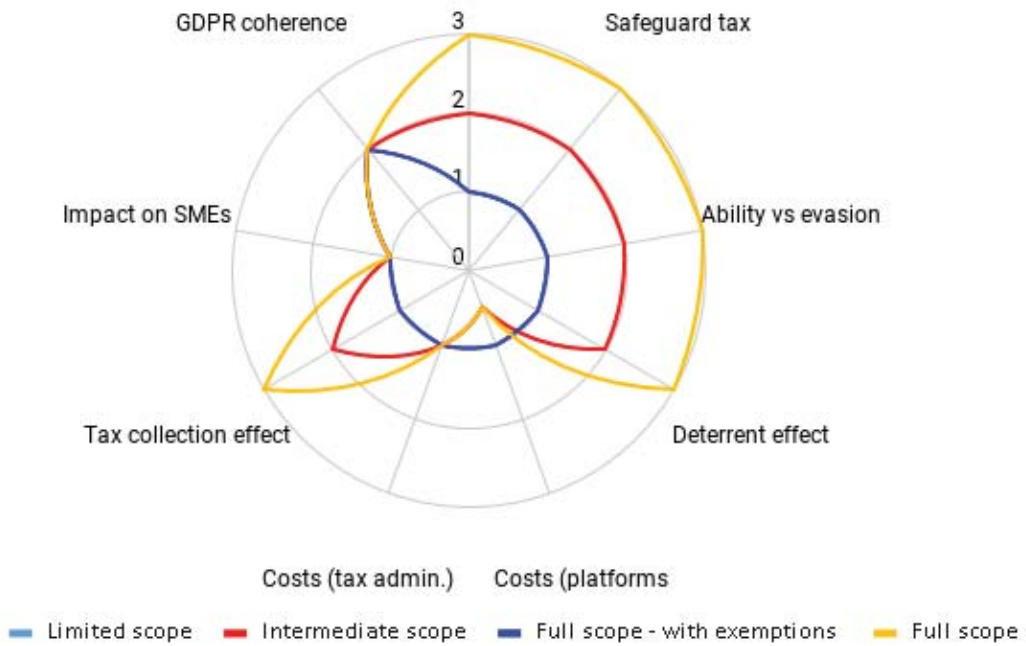 GDPR coherence
3
Safeguard tax
2
1
Impact on SMEs
Ability vs evasion
0
Tax collection effect
Deterrent effect
Costs (tax admin.)
Costs (platforms
Limited scope
Intermediate scope
Full scope - with exemptions
Full scope